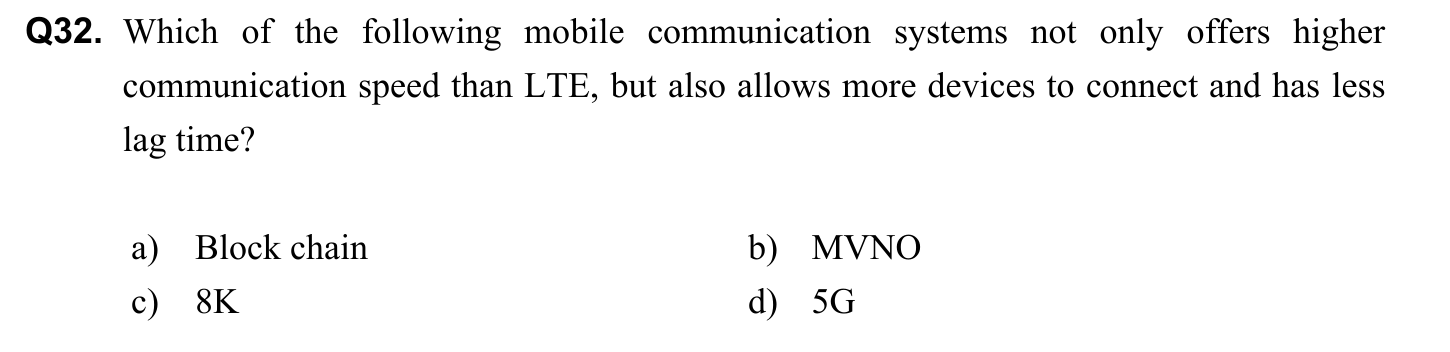 Q32. Which of the following mobile communication systems not only offers higher
communication speed than LTE, but also allows more devices to connect and has less
lag time?
a) Block chain b) MVNO
c) 8K d) 5G